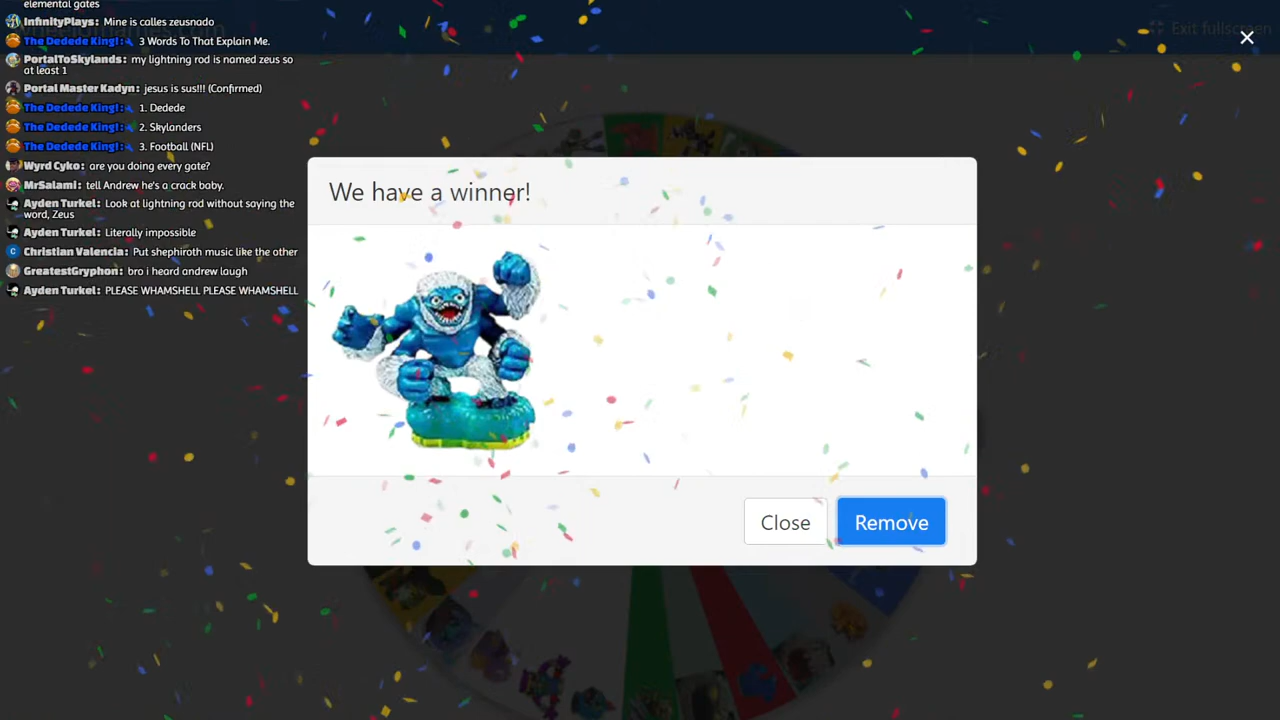 elemental gates
InfinityPlays: Mine is calles zeusnado
The Dedede King!: 3 Words To That Explain Me.
PortalToSkylands: my lightning rod is named zeus so
at least 1
Portal Master Kadyn: jesus is sus!!! (Confirmed)
The Dedede King!: 1. Dedede
The Dedede King!: 2. Skylanders
The Dedede King!: 3. Football (NFL)
Wyrd Cyko: are you doing every gate?
MrSalami: tell Andrew he's a crack baby.
Ayden Turkel: Look at lightning rod without saying the
word, Zeus
Ayden Turkel: Literally impossible
Christian Valencia: Put shephiroth music like the other
GreatestGryphon: bro i heard andrew laugh
Ayden Turkel: PLEASE WHAMSHELL PLEASE WHAMSHELL
Exit fullscreen
×
We have a winner!
Close
Remove